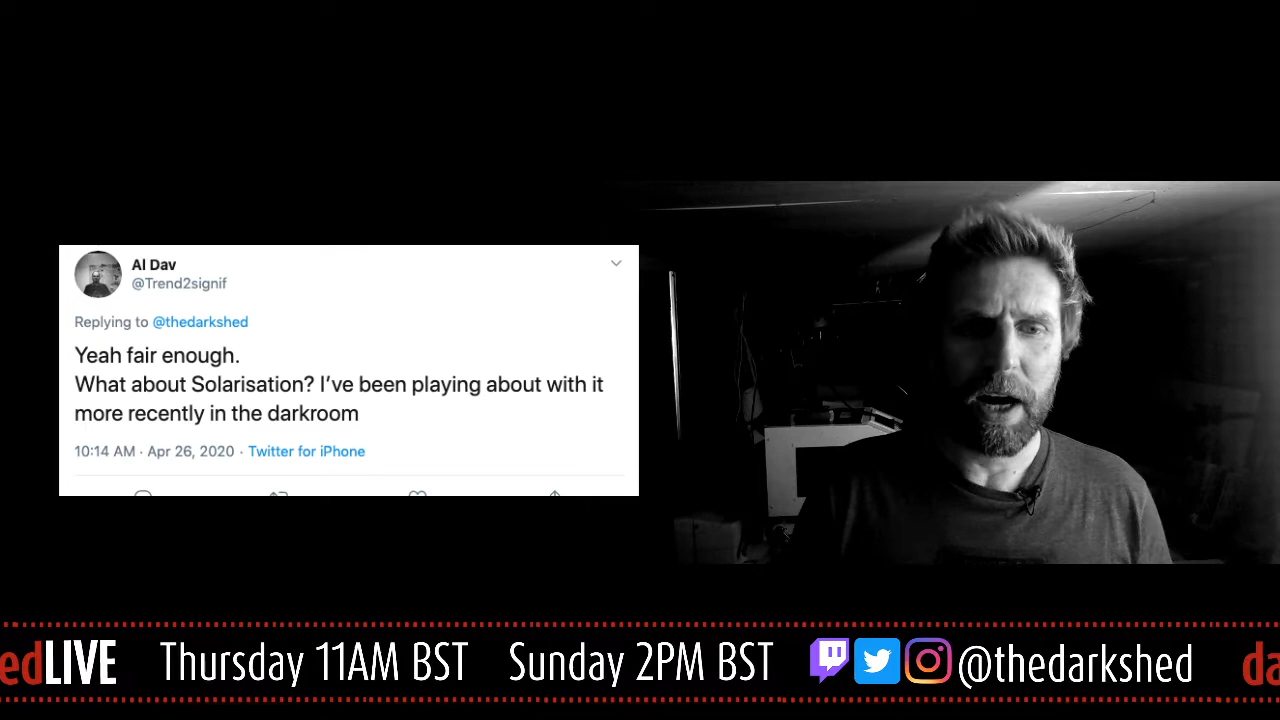 Al Dav
@Trend2signif
Replying to @thedarkshed
Yeah fair enough.
What about Solarisation? I've been playing about with it
more recently in the darkroom
10:14 AM · Apr 26, 2020 · Twitter for iPhone
edLIVE Thursday 11AM BST Sunday 2PM BST @thedarkshed da